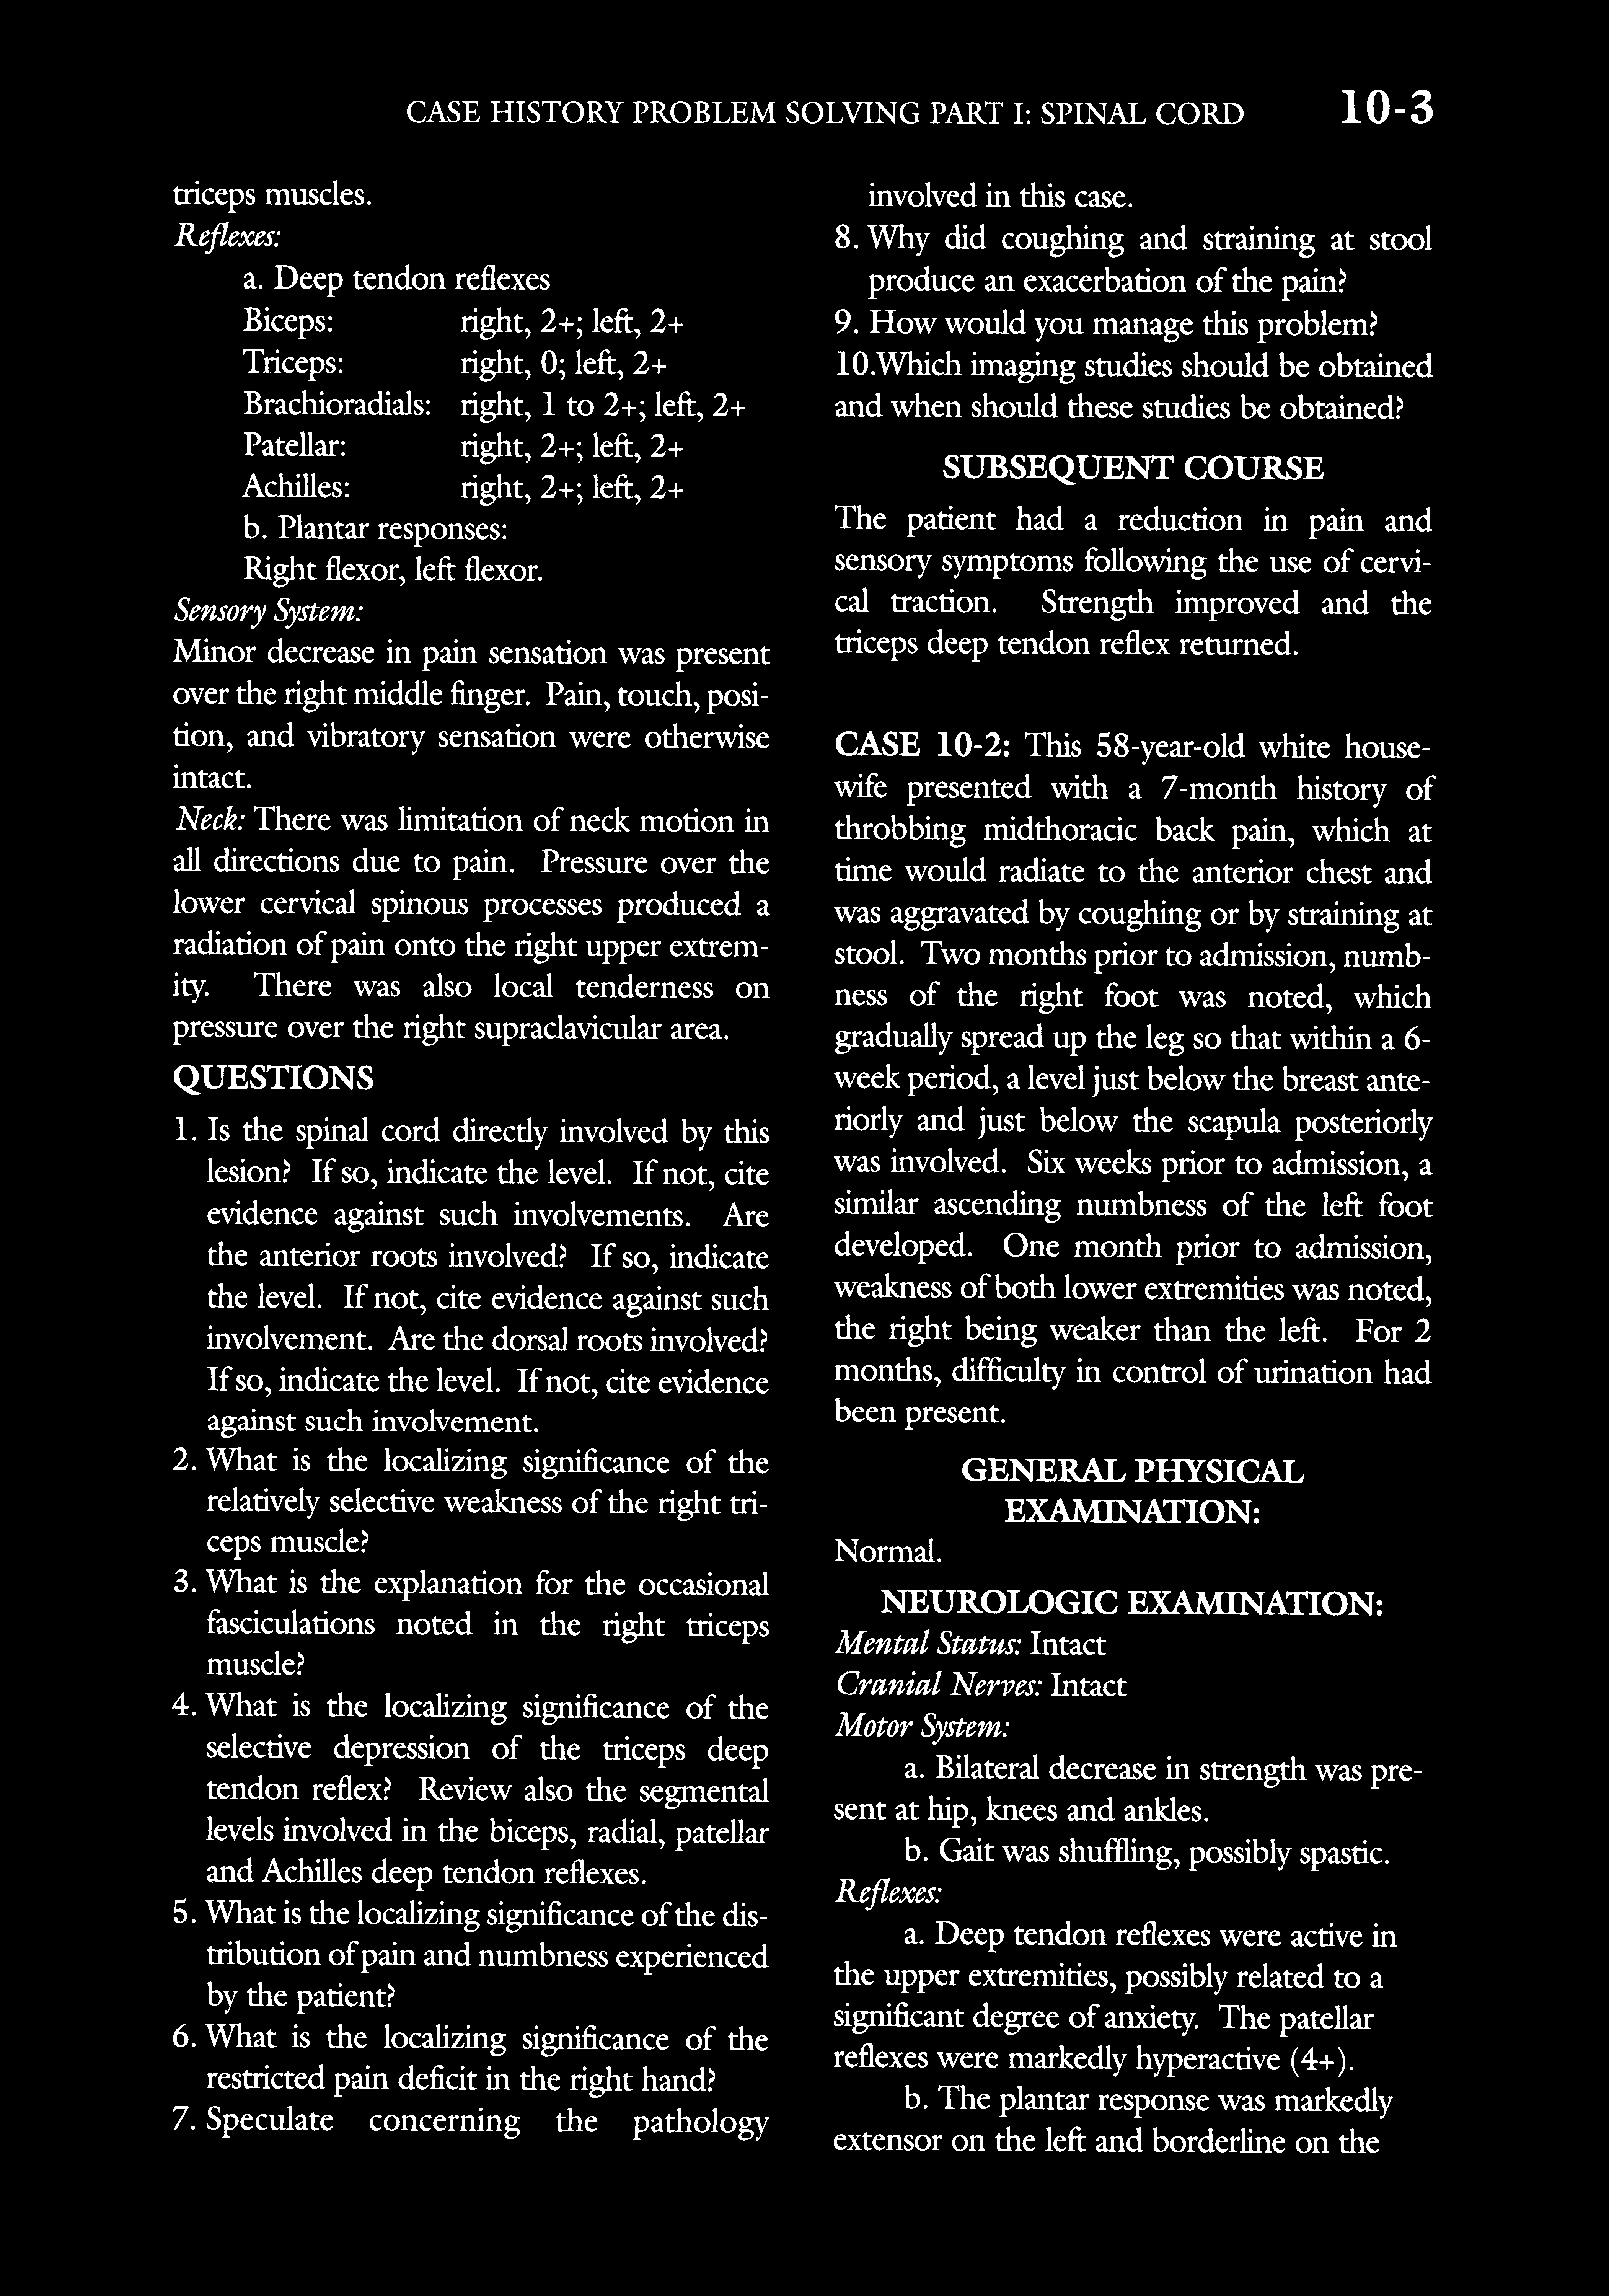 CASE HISTORY PROBLEM SOLVING PART I: SPINAL CORD 10-3
triceps muscles.
Reflexes:
a. Deep tendon reflexes
Biceps: right, 2+; left, 2+
Triceps: right, 0; left, 2+
Brachioradials: right, 1 to 2+; left, 2+
Patellar: right, 2+; left, 2+
Achilles: right, 2+; left, 2+
b. Plantar responses:
Right flexor, left flexor.
Sensory System:
Minor decrease in pain sensation was present
over the right middle finger. Pain, touch, posi-
tion, and vibratory sensation were otherwise
intact.
Neck: There was limitation of neck motion in
all directions due to pain. Pressure over the
lower cervical spinous processes produced a
radiation of pain onto the right upper extrem-
ity. There was also local tenderness on
pressure over the right supraclavicular area.
QUESTIONS
1. Is the spinal cord directly involved by this
lesion? If so, indicate the level. If not, cite
evidence against such involvements. Are
the anterior roots involved? If so, indicate
the level. If not, cite evidence against such
involvement. Are the dorsal roots involved?
If so, indicate the level. If not, cite evidence
against such involvement.
2. What is the localizing significance of the
relatively selective weakness of the right tri-
ceps muscle?
3. What is the explanation for the occasional
fasciculations noted in the right triceps
muscle?
4. What is the localizing significance of the
selective depression of the triceps deep
tendon reflex? Review also the segmental
levels involved in the biceps, radial, patellar
and Achilles deep tendon reflexes.
5. What is the localizing significance of the dis-
tribution of pain and numbness experienced
by the patient?
6. What is the localizing significance of the
restricted pain deficit in the right hand?
7. Speculate concerning the pathology
involved in this case.
8. Why did coughing and straining at stool
produce an exacerbation of the pain?
9. How would you manage this problem?
10.Which imaging studies should be obtained
and when should these studies be obtained?
SUBSEQUENT COURSE
The patient had a reduction in pain and
sensory symptoms following the use of cervi-
cal traction. Strength improved and the
triceps deep tendon reflex returned.
CASE 10-2: This 58-year-old white house-
wife presented with a 7-month history of
throbbing midthoracic back pain, which at
time would radiate to the anterior chest and
was aggravated by coughing or by straining at
stool. Two months prior to admission, numb-
ness of the right foot was noted, which
gradually spread up the leg so that within a 6-
week period, a level just below the breast ante-
riorly and just below the scapula posteriorly
was involved. Six weeks prior to admission, a
similar ascending numbness of the left foot
developed. One month prior to admission,
weakness of both lower extremities was noted,
the right being weaker than the left. For 2
months, difficulty in control of urination had
been present.
GENERAL PHYSICAL
EXAMINATION:
Normal.
NEUROLOGIC EXAMINATION:
Mental Status: Intact
Cranial Nerves: Intact
Motor System:
a. Bilateral decrease in strength was pre-
sent at hip, knees and ankles.
b. Gait was shuffling, possibly spastic.
Reflexes:
a. Deep tendon reflexes were active in
the upper extremities, possibly related to a
significant degree of anxiety. The patellar
reflexes were markedly hyperactive (4+).
b. The plantar response was markedly
extensor on the left and borderline on the